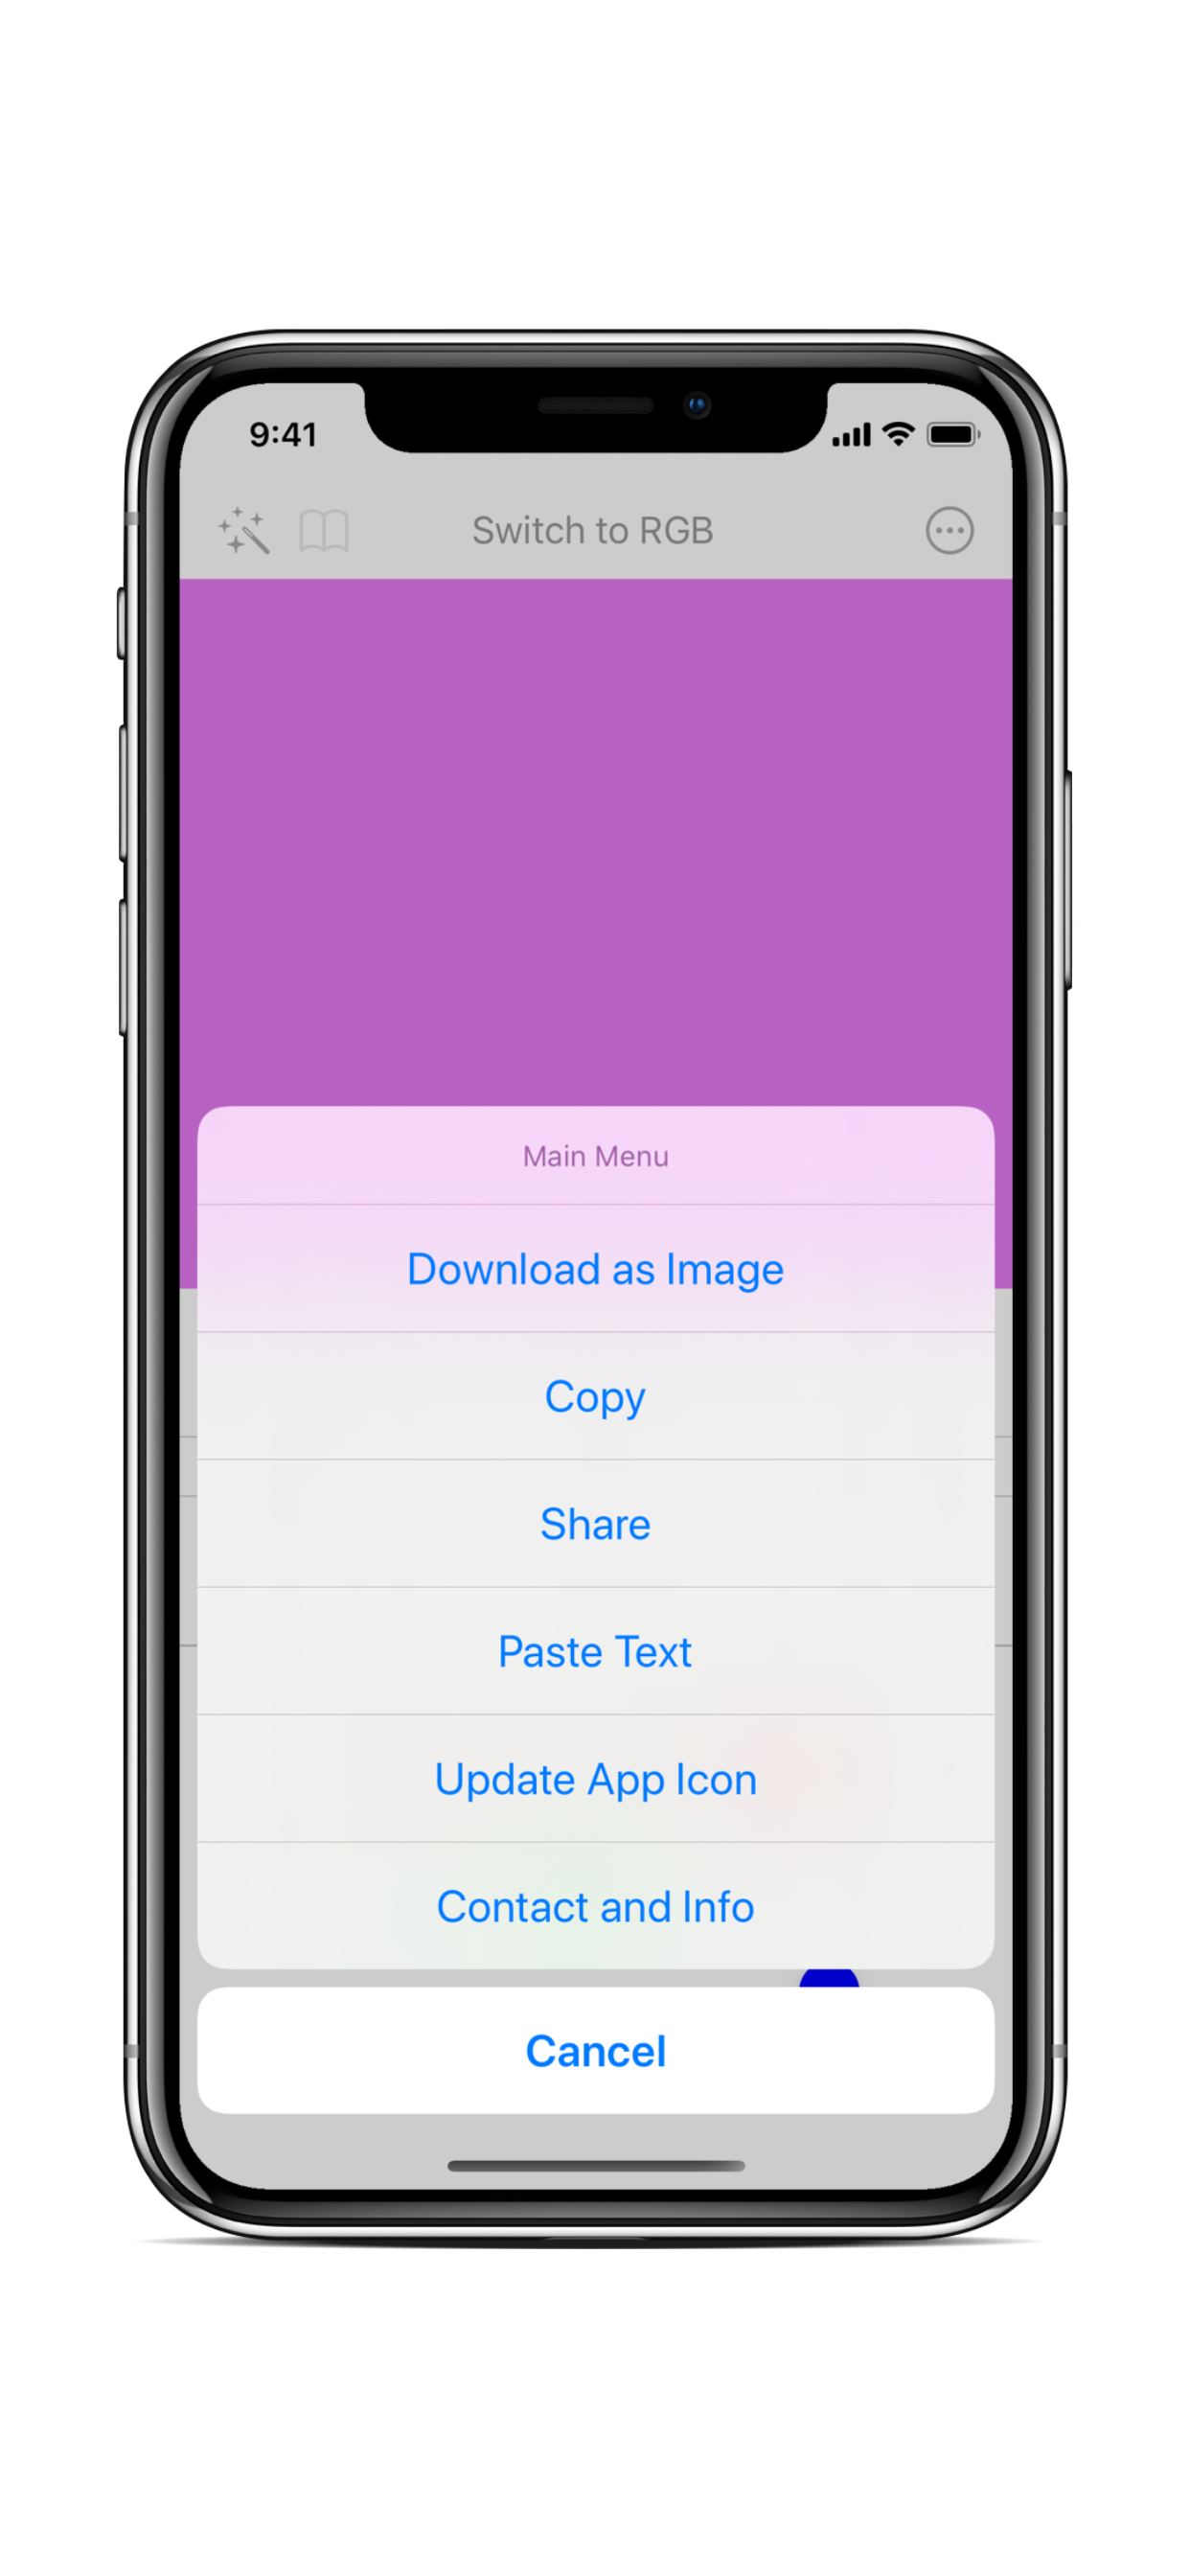 9:41
Switch to RGB
Main Menu
Download as Image
Copy
Share
Paste Text
Update App Icon
Contact and Info
Cancel